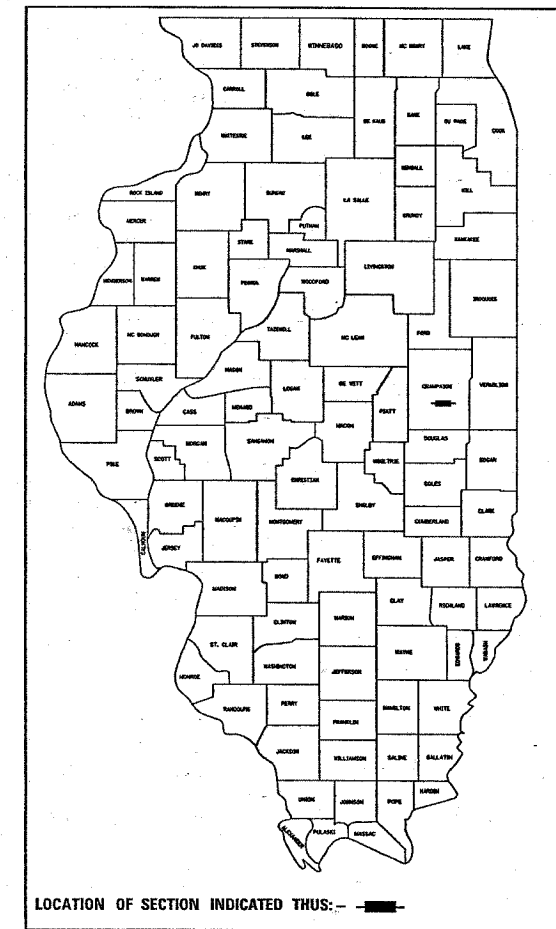 JO DAVIESS STEPHENSON WINNEBAGO BOONE MC HENRY LAKE
CARROLL OGLE DE KALB KANE DU PAGE COOK
WHITESIDE LEE KENDALL WILL
ROCK ISLAND HENRY BUREAU LA SALLE GRUNDY
MERCER PUTNAM KANKAKEE
STARK MARSHALL
HENDERSON WARREN KNOX PEORIA WOODFORD LIVINGSTON IROQUOIS
HANCOCK MC DONOUGH FULTON TAZEWELL MC LEAN FORD
SCHUYLER MASON LOGAN DE WITT CHAMPAIGN VERMILION
ADAMS BROWN CASS MENARD MACON PIATT
PIKE SCOTT MORGAN SANGAMON MOULTRIE DOUGLAS EDGAR
CHRISTIAN COLES
GREENE MACOUPIN MONTGOMERY SHELBY CUMBERLAND CLARK
CALHOUN JERSEY FAYETTE EFFINGHAM JASPER CRAWFORD
MADISON BOND CLAY RICHLAND LAWRENCE
CLINTON MARION
ST. CLAIR WAYNE EDWARDS WABASH
MONROE WASHINGTON JEFFERSON
RANDOLPH PERRY HAMILTON WHITE
FRANKLIN
JACKSON WILLIAMSON SALINE GALLATIN
UNION JOHNSON POPE HARDIN
ALEXANDER PULASKI MASSAC
LOCATION OF SECTION INDICATED THUS:-